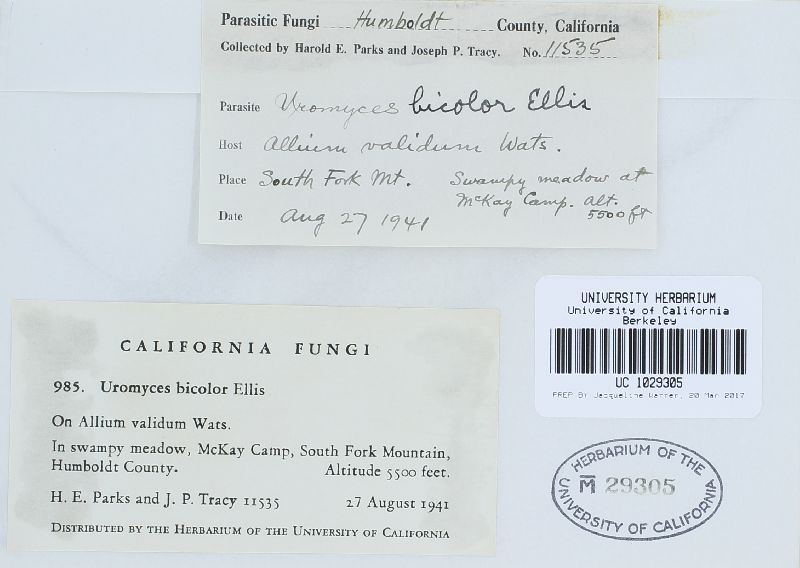 Parasitic Fungi Humboldt County, California
Collected by Harold E. Parks and Joseph P. Tracy. No. 11535
Parasite Uromyces bicolor Ellis
Host Allium validum Wats.
Place South Fork Mt. Swampy meadow at
McKay Camp. Alt.
5500 ft
Date Aug 27 1941
CALIFORNIA FUNGI
985. Uromyces bicolor Ellis
On Allium validum Wats.
In swampy meadow, McKay Camp, South Fork Mountain,
Humboldt County. Altitude 5500 feet.
H. E. Parks and J. P. Tracy 11535 27 August 1941
DISTRIBUTED BY THE HERBARIUM OF THE UNIVERSITY OF CALIFORNIA
UNIVERSITY HERBARIUM
University of California
Berkeley
UC 1029305
PREP BY Jacqueline Warner, 20 Mar 2017
HERBARIUM OF THE
M 29305
UNIVERSITY OF CALIFORNIA